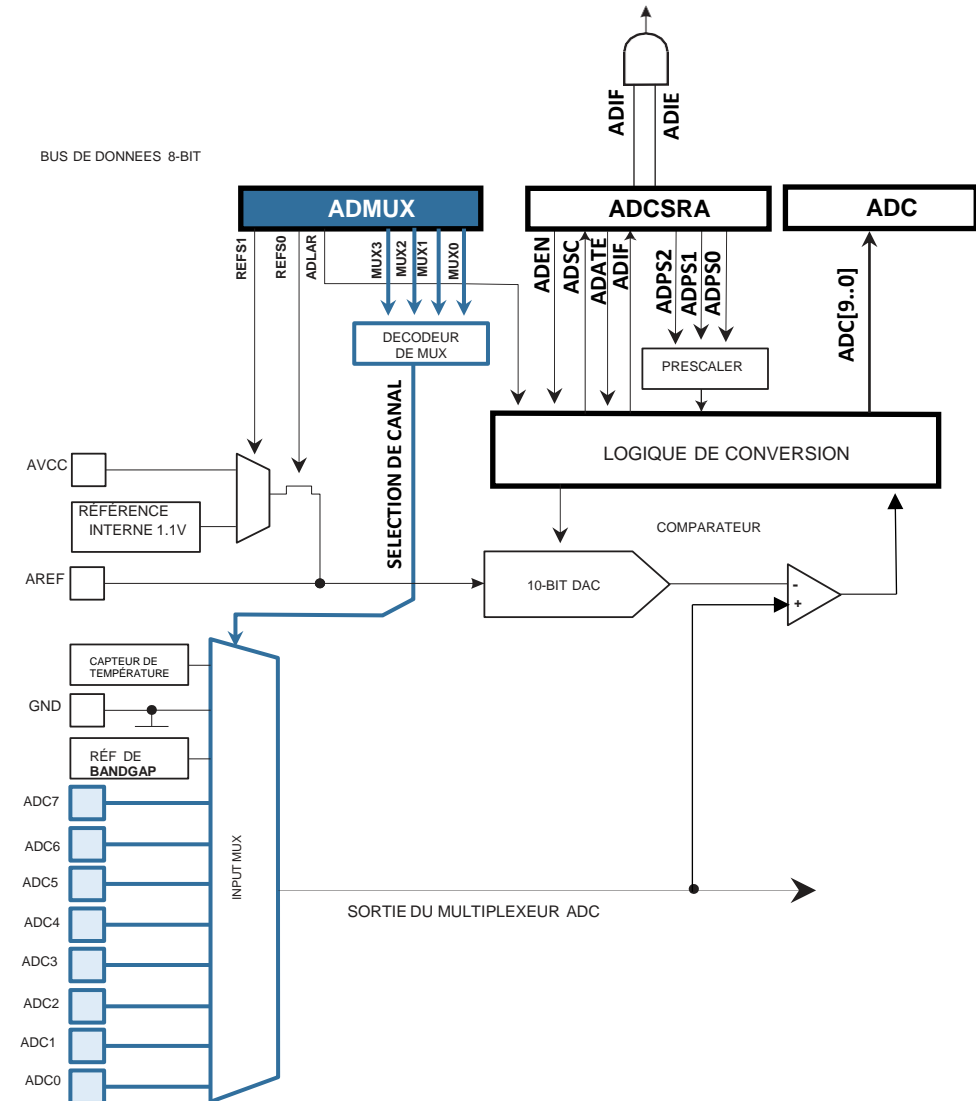 ADIF
ADIE
BUS DE DONNEES 8-BIT
ADMUX
ADCSRA
ADC
REFS1
REFS0
ADLAR
MUX3
MUX2
MUX1
MUX0
ADEN
ADSC
ADATE
ADIF
ADPS2
ADPS1
ADPS0
ADC[9..0]
DECODEUR
DE MUX
PRESCALER
SELECTION DE CANAL
LOGIQUE DE CONVERSION
AVCC
RÉFÉRENCE
INTERNE 1.1V
COMPARATEUR
AREF
10-BIT DAC
-
+
CAPTEUR DE
TEMPÉRATURE
GND
RÉF DE
BANDGAP
ADC7
ADC6
ADC5
ADC4
ADC3
ADC2
ADC1
ADC0
INPUT MUX
SORTIE DU MULTIPLEXEUR ADC